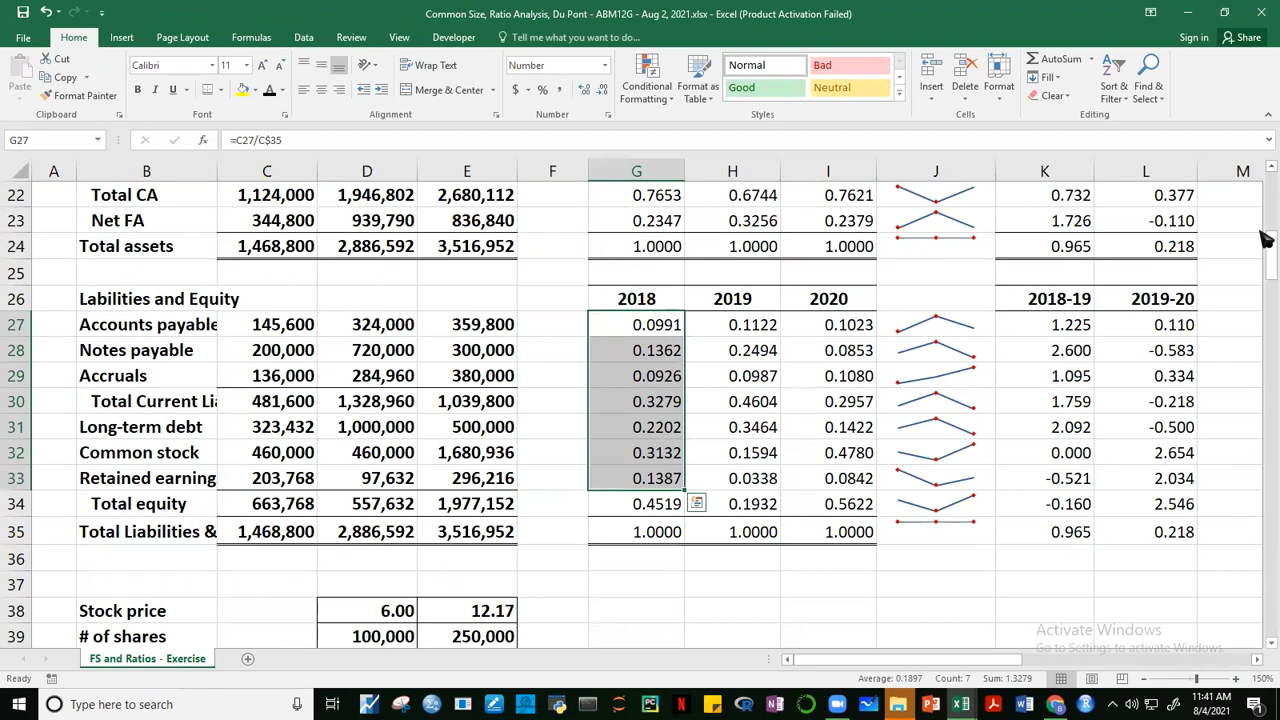 Common Size, Ratio Analysis, Du Pont - ABM12G - Aug 2, 2021.xlsx - Excel (Product Activation Failed)
File Home Insert Page Layout Formulas Data Review View Developer Tell me what you want to do... Sign in Share
Paste Cut Copy Format Painter Clipboard
Calibri 11 A A B I U A Font
Wrap Text Merge & Center Alignment
Number $ % , Number
Conditional Formatting Format as Table Normal Bad Good Neutral Styles
Insert Delete Format Cells
AutoSum Fill Clear Sort & Filter Find & Select Editing
G27 fx =C27/C$35
A B C D E F G H I J K L M
22 Total CA 1,124,000 1,946,802 2,680,112 0.7653 0.6744 0.7621 0.732 0.377
23 Net FA 344,800 939,790 836,840 0.2347 0.3256 0.2379 1.726 -0.110
24 Total assets 1,468,800 2,886,592 3,516,952 1.0000 1.0000 1.0000 0.965 0.218
25
26 Labilities and Equity 2018 2019 2020 2018-19 2019-20
27 Accounts payable 145,600 324,000 359,800 0.0991 0.1122 0.1023 1.225 0.110
28 Notes payable 200,000 720,000 300,000 0.1362 0.2494 0.0853 2.600 -0.583
29 Accruals 136,000 284,960 380,000 0.0926 0.0987 0.1080 1.095 0.334
30 Total Current Lia 481,600 1,328,960 1,039,800 0.3279 0.4604 0.2957 1.759 -0.218
31 Long-term debt 323,432 1,000,000 500,000 0.2202 0.3464 0.1422 2.092 -0.500
32 Common stock 460,000 460,000 1,680,936 0.3132 0.1594 0.4780 0.000 2.654
33 Retained earning 203,768 97,632 296,216 0.1387 0.0338 0.0842 -0.521 2.034
34 Total equity 663,768 557,632 1,977,152 0.4519 0.1932 0.5622 -0.160 2.546
35 Total Liabilities & 1,468,800 2,886,592 3,516,952 1.0000 1.0000 1.0000 0.965 0.218
36
37
38 Stock price 6.00 12.17
39 # of shares 100,000 250,000
Activate Windows
Go to Settings to activate Windows.
FS and Ratios - Exercise
Ready Average: 0.1897 Count: 7 Sum: 1.3279 150%
Type here to search
11:41 AM
8/4/2021